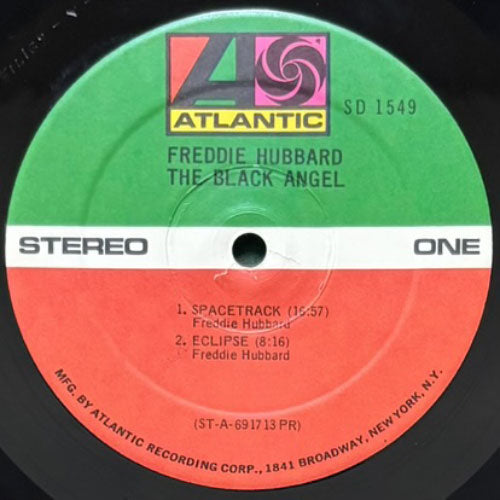 ATLANTIC
SD 1549
FREDDIE HUBBARD
THE BLACK ANGEL
STEREO ONE
1. SPACETRACK (16:57)
Freddie Hubbard
2. ECLIPSE (8:16)
Freddie Hubbard
(ST-A-691713 PR)
MFG. BY ATLANTIC RECORDING CORP., 1841 BROADWAY, NEW YORK, N.Y.